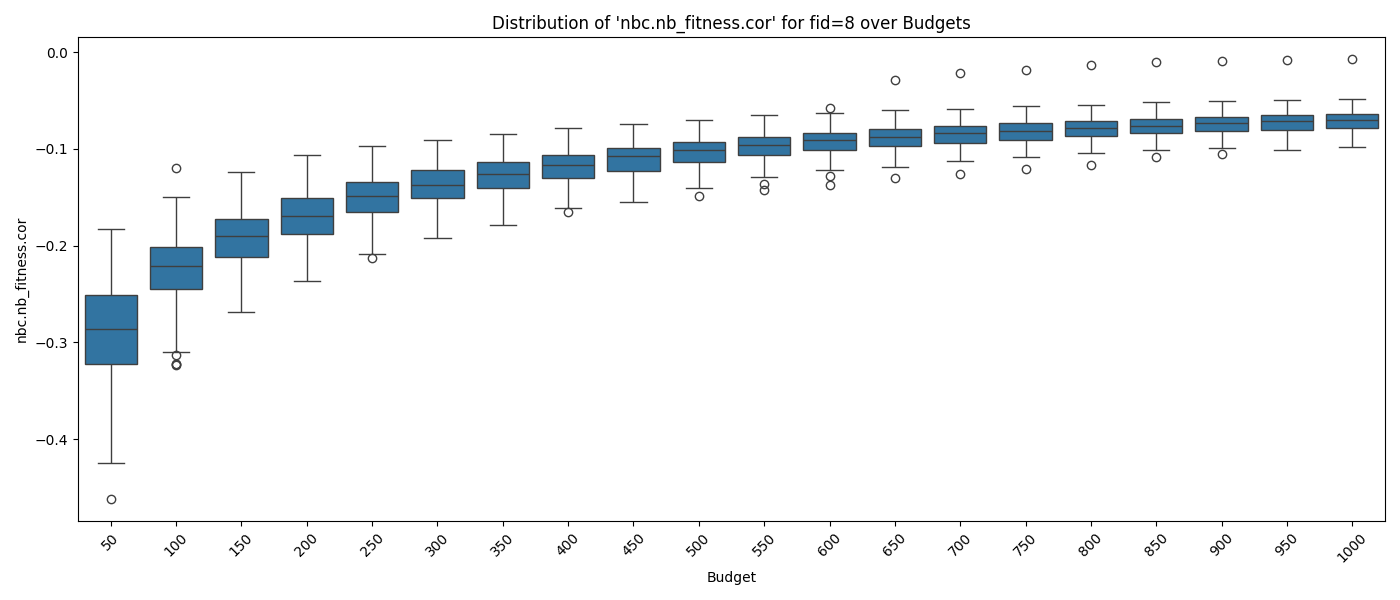 Distribution of 'nbc.nb_fitness.cor' for fid=8 over Budgets
nbc.nb_fitness.cor
0.0
−0.1
−0.2
−0.3
−0.4
50 100 150 200 250 300 350 400 450 500 550 600 650 700 750 800 850 900 950 1000
Budget